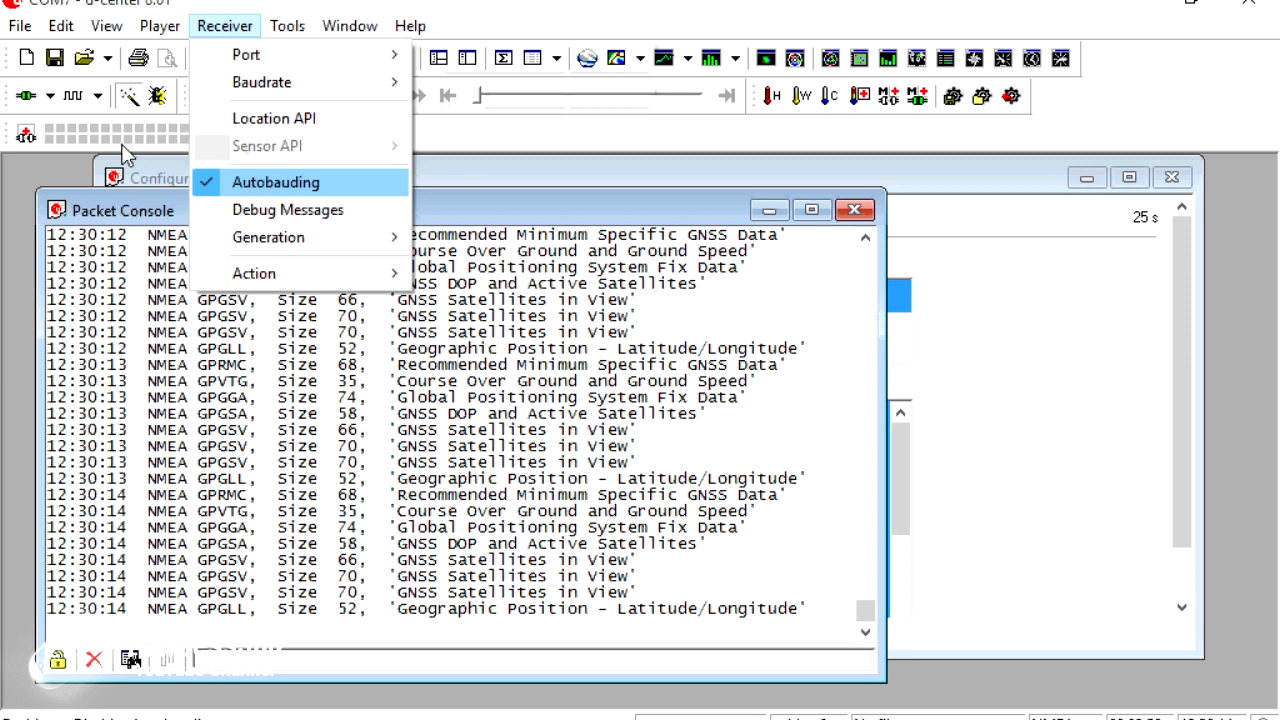 COM7 - u-center 8.01
File Edit View Player Receiver Tools Window Help
Port
Baudrate
Location API
Sensor API
Autobauding
Debug Messages
Generation
Action
Configur
25 s
Packet Console
12:30:12 NMEA ecommended Minimum Specific GNSS Data'
12:30:12 NMEA ourse Over Ground and Ground Speed'
12:30:12 NMEA lobal Positioning System Fix Data'
12:30:12 NMEA NSS DOP and Active Satellites'
12:30:12 NMEA GPGSV, Size 66, 'GNSS Satellites in View'
12:30:12 NMEA GPGSV, Size 70, 'GNSS Satellites in View'
12:30:12 NMEA GPGSV, Size 70, 'GNSS Satellites in View'
12:30:12 NMEA GPGLL, Size 52, 'Geographic Position - Latitude/Longitude'
12:30:13 NMEA GPRMC, Size 68, 'Recommended Minimum Specific GNSS Data'
12:30:13 NMEA GPVTG, Size 35, 'Course Over Ground and Ground Speed'
12:30:13 NMEA GPGGA, Size 74, 'Global Positioning System Fix Data'
12:30:13 NMEA GPGSA, Size 58, 'GNSS DOP and Active Satellites'
12:30:13 NMEA GPGSV, Size 66, 'GNSS Satellites in View'
12:30:13 NMEA GPGSV, Size 70, 'GNSS Satellites in View'
12:30:13 NMEA GPGSV, Size 70, 'GNSS Satellites in View'
12:30:13 NMEA GPGLL, Size 52, 'Geographic Position - Latitude/Longitude'
12:30:14 NMEA GPRMC, Size 68, 'Recommended Minimum Specific GNSS Data'
12:30:14 NMEA GPVTG, Size 35, 'Course Over Ground and Ground Speed'
12:30:14 NMEA GPGGA, Size 74, 'Global Positioning System Fix Data'
12:30:14 NMEA GPGSA, Size 58, 'GNSS DOP and Active Satellites'
12:30:14 NMEA GPGSV, Size 66, 'GNSS Satellites in View'
12:30:14 NMEA GPGSV, Size 70, 'GNSS Satellites in View'
12:30:14 NMEA GPGSV, Size 70, 'GNSS Satellites in View'
12:30:14 NMEA GPGLL, Size 52, 'Geographic Position - Latitude/Longitude'